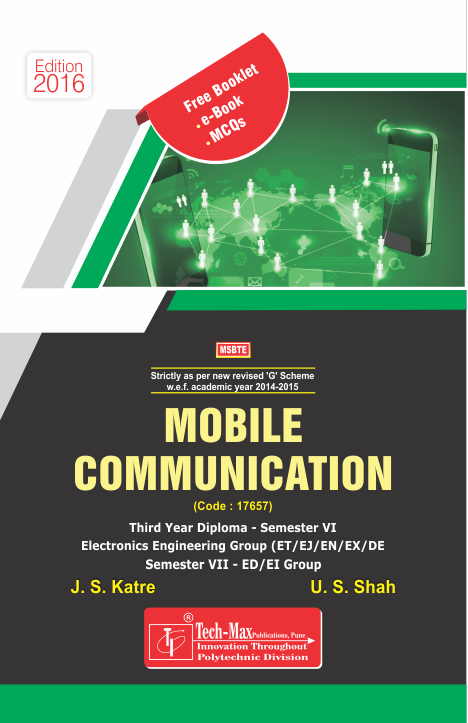 Edition
2016
Free Booklet
• e-Book
• MCQs
MSBTE
Strictly as per new revised 'G' Scheme
w.e.f. academic year 2014-2015
MOBILE
COMMUNICATION
(Code : 17657)
Third Year Diploma - Semester VI
Electronics Engineering Group (ET/EJ/EN/EX/DE
Semester VII - ED/EI Group
J. S. Katre U. S. Shah
®
Tech-Max Publications, Pune
Innovation Throughout
Polytechnic Division